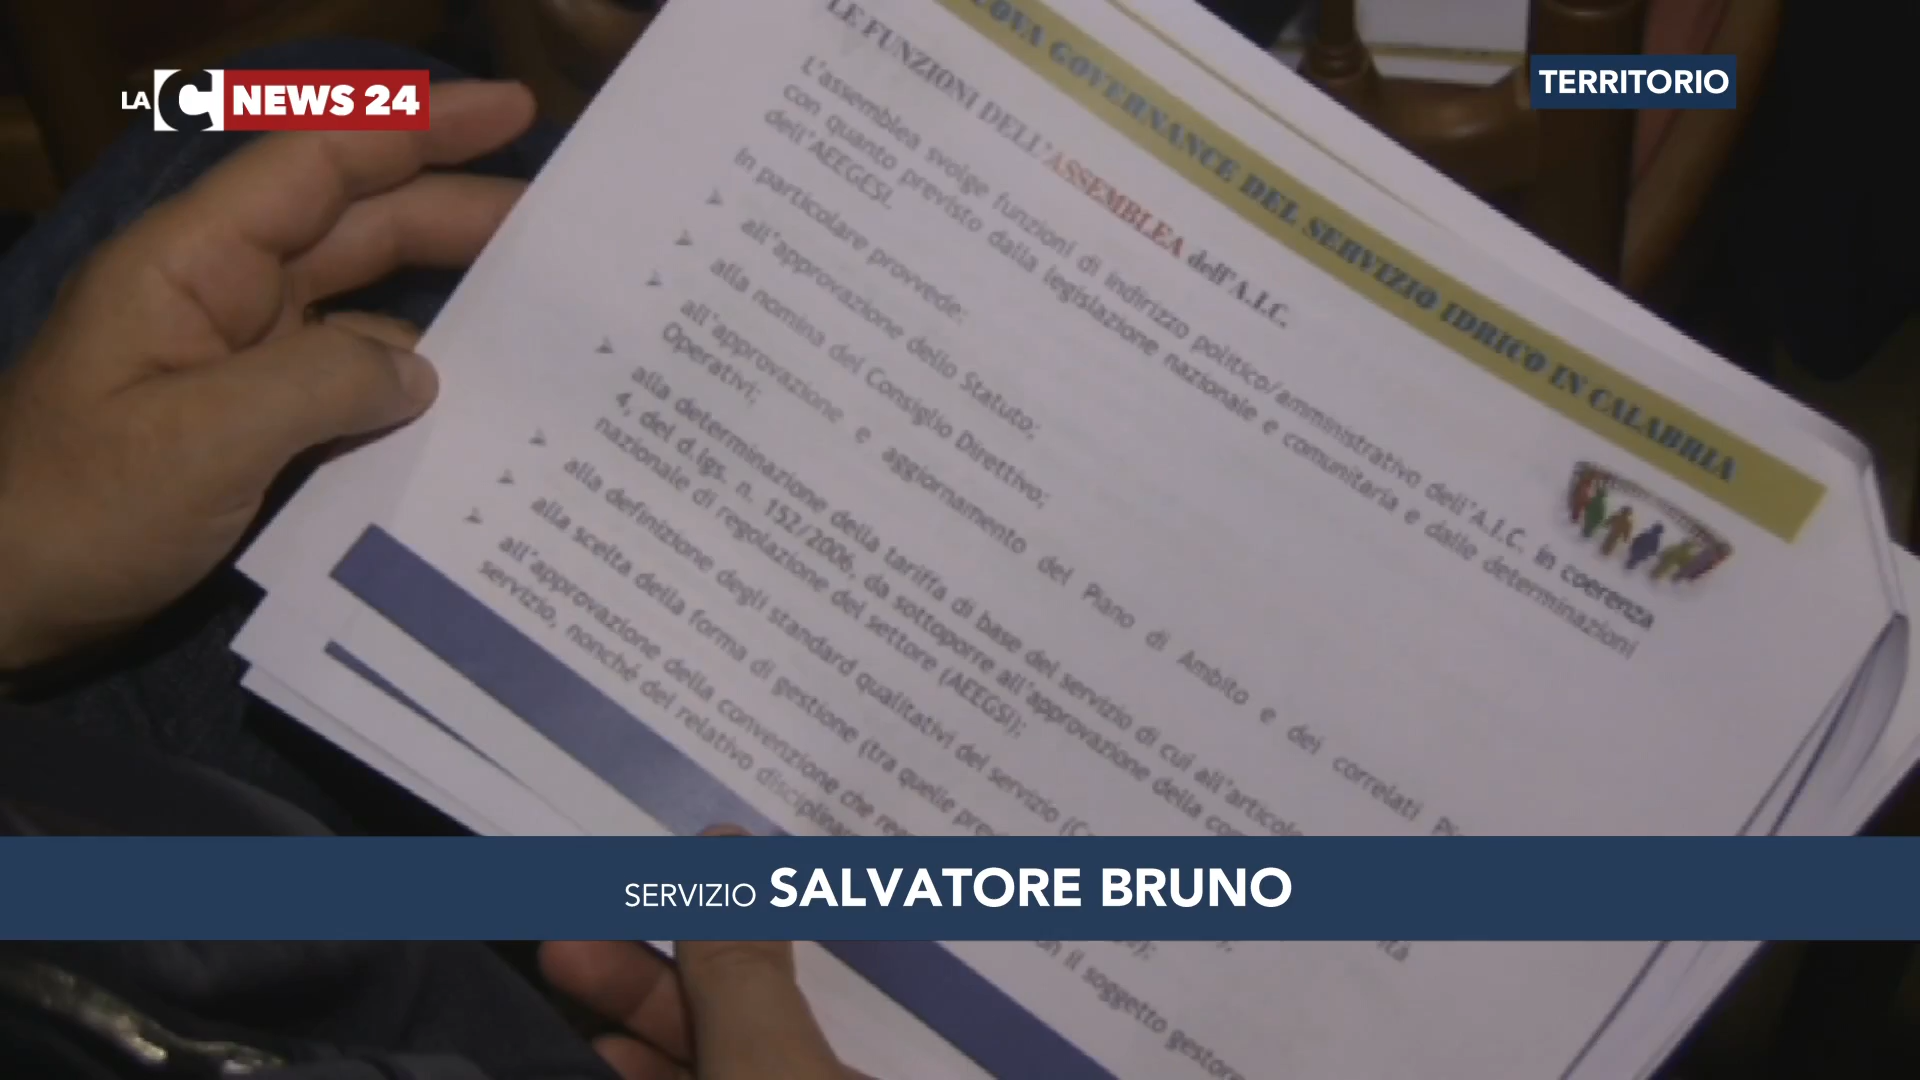 LA C NEWS 24
TERRITORIO
NUOVA GOVERNANCE DEL SERVIZIO IDRICO IN CALABRIA
LE FUNZIONI DELL'ASSEMBLEA dell'A.I.C.
L'assemblea svolge funzioni di indirizzo politico/amministrativo dell'A.I.C. in coerenza
con quanto previsto dalla legislazione nazionale e comunitaria e dalle determinazioni
dell'AEEGESI.
In particolare provvede:
➤ all'approvazione dello Statuto;
➤ alla nomina del Consiglio Direttivo;
➤ all'approvazione e aggiornamento del Piano di Ambito e dei correlati
Operativi;
➤ alla determinazione della tariffa di base del servizio di cui all'articolo
4, del d.lgs. n. 152/2006, da sottoporre all'approvazione della
nazionale di regolazione del settore (AEEGSI);
➤ alla definizione degli standard qualitativi del servizio
➤ alla scelta della forma di gestione (tra quelle
➤ all'approvazione della convenzione che
il soggetto gestore
servizio, nonché del relativo
SERVIZIO SALVATORE BRUNO